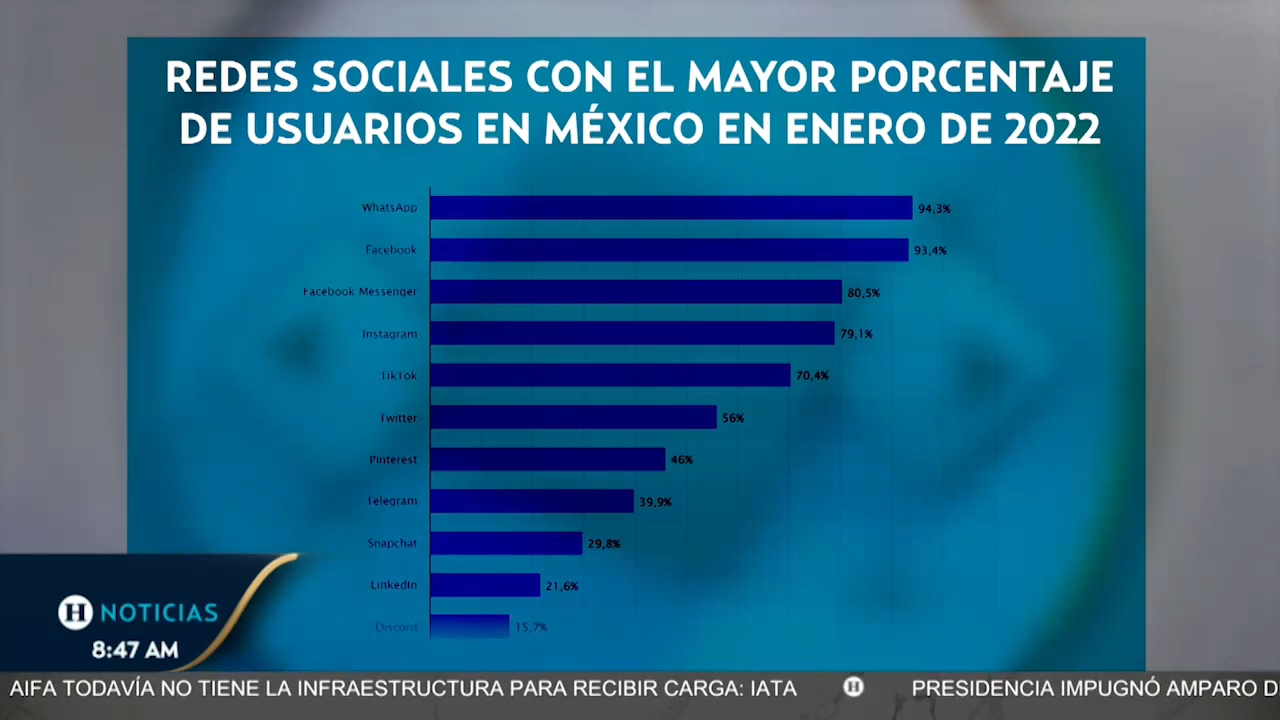 REDES SOCIALES CON EL MAYOR PORCENTAJE
DE USUARIOS EN MÉXICO EN ENERO DE 2022
WhatsApp 94,3%
Facebook 93,4%
Facebook Messenger 80,5%
Instagram 79,1%
TikTok 70,4%
Twitter 56%
Pinterest 46%
Telegram 39,9%
Snapchat 29,8%
LinkedIn 21,6%
Discord 15,7%
H NOTICIAS
8:47 AM
AIFA TODAVÍA NO TIENE LA INFRAESTRUCTURA PARA RECIBIR CARGA: IATA H PRESIDENCIA IMPUGNÓ AMPARO D